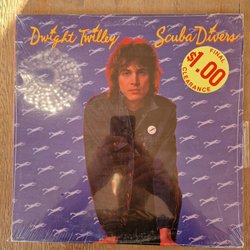 Dwight Twilley
Scuba Divers
FINAL
$1.00
CLEARANCE